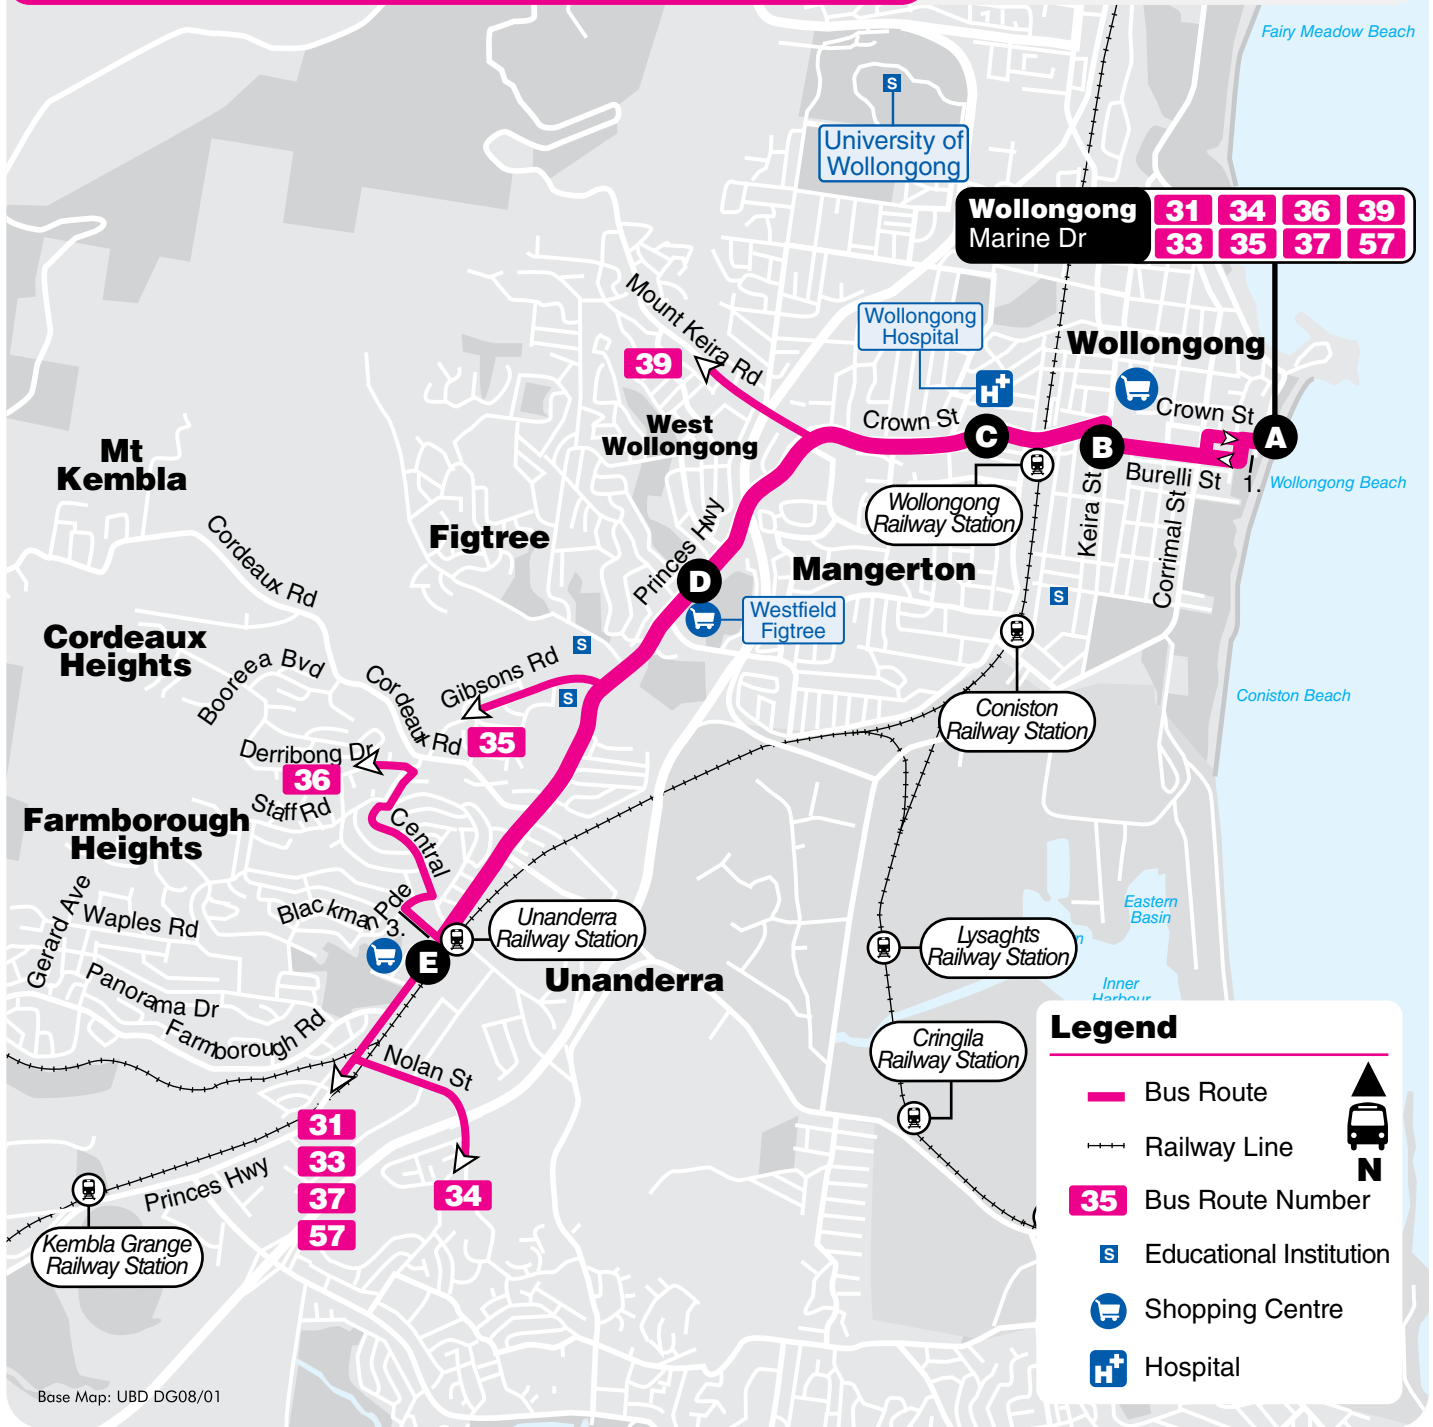 Fairy Meadow Beach
S
University of
Wollongong
Wollongong
Marine Dr
31 34 36 39
33 35 37 57
Mount Keira Rd
39
Wollongong
Hospital
H
Wollongong
Crown St
West
Wollongong
Crown St
C
B
A
Burelli St
1.
Wollongong Beach
Mt
Kembla
Wollongong
Railway Station
Keira St
Corrimal St
Figtree
Princes Hwy
Cordeaux Rd
D
Mangerton
Westfield
Figtree
S
Cordeaux
Heights
Booreea Bvd
S
Gibsons Rd
S
Cordeaux Rd
35
Coniston
Railway Station
Coniston Beach
Derribong Dr
36
Staff Rd
Farmborough
Heights
Central
Gerard Ave
Waples Rd
Blackman Pde
3.
Unanderra
Railway Station
E
Unanderra
Eastern
Basin
Lysaghts
Railway Station
n
Inner
Harbour
Panorama Dr
Farmborough Rd
Nolan St
Cringila
Railway Station
31
33
37
57
34
Princes Hwy
Kembla Grange
Railway Station
Legend
Bus Route
Railway Line
N
35 Bus Route Number
S Educational Institution
Shopping Centre
H Hospital
Base Map: UBD DG08/01